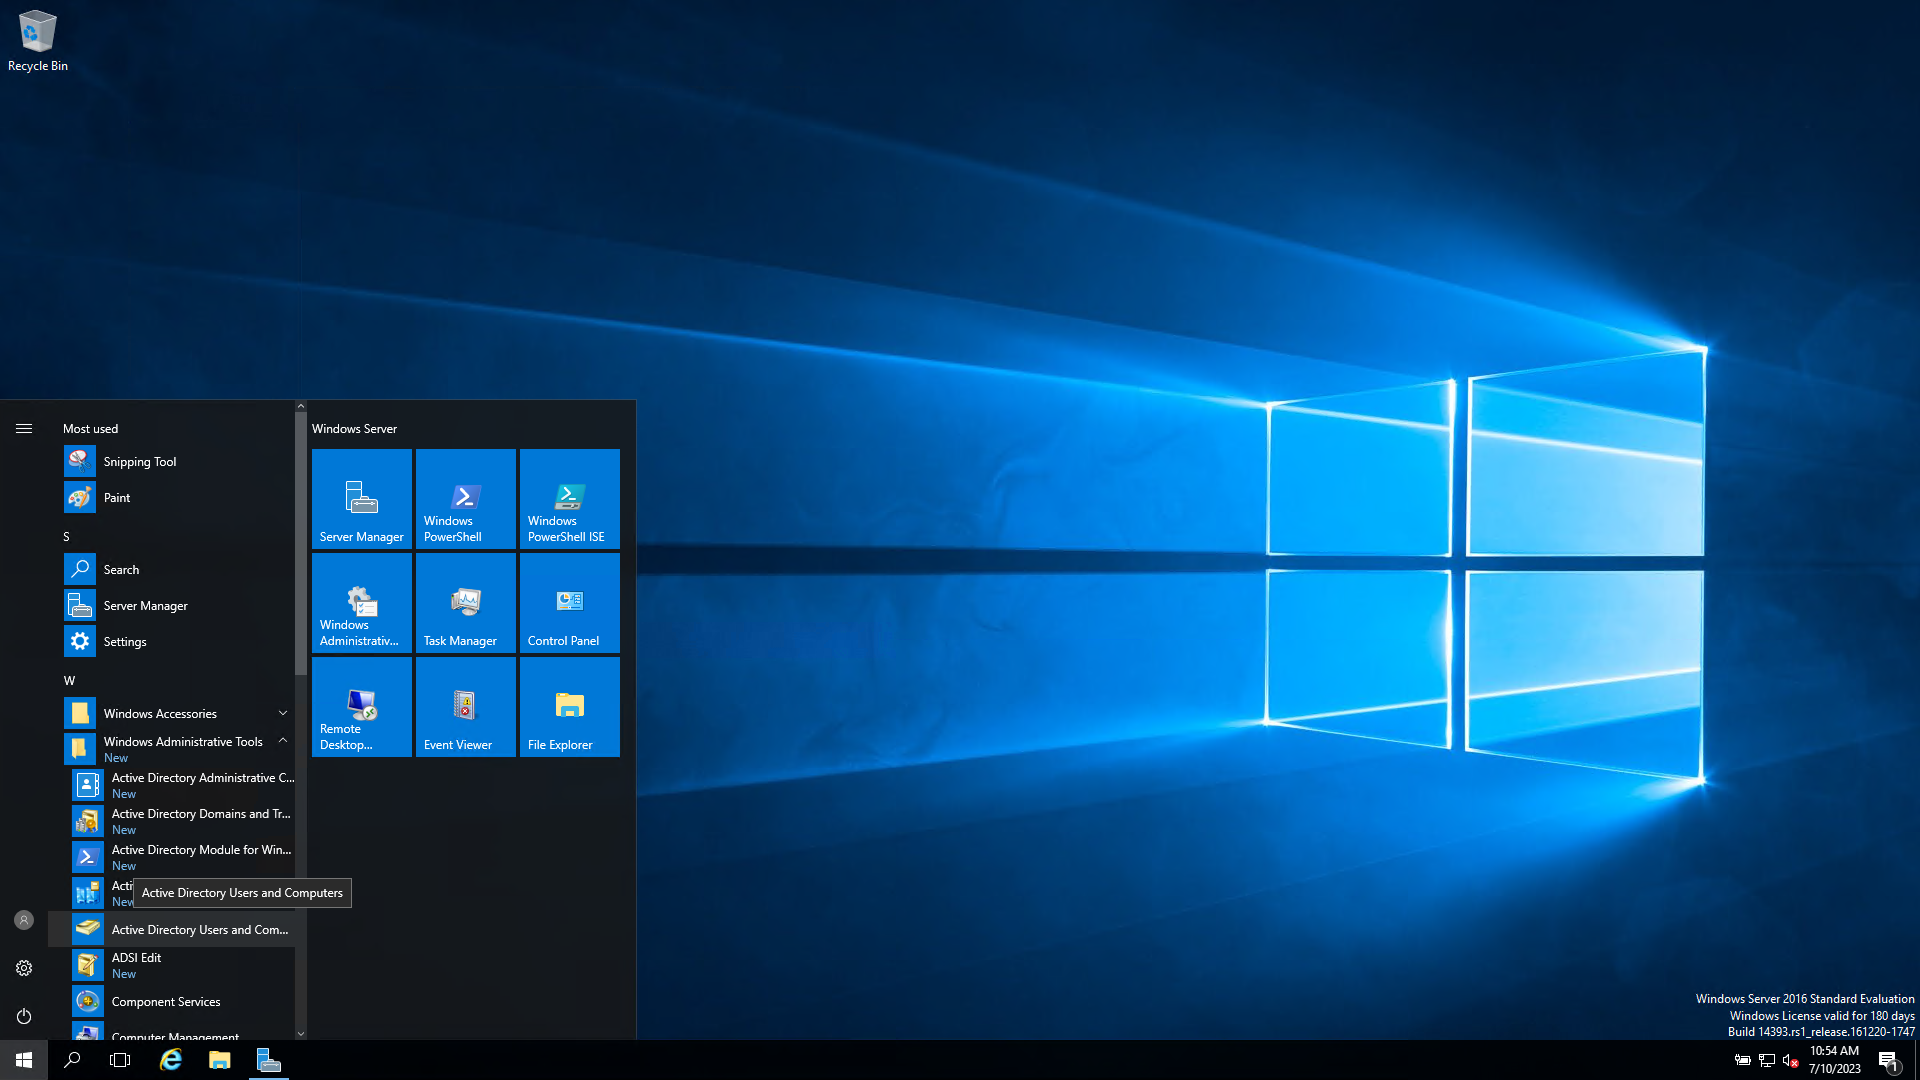 Recycle Bin
Most used
Snipping Tool
Paint
S
Search
Server Manager
Settings
W
Windows Accessories
Windows Administrative Tools
New
Active Directory Administrative C...
New
Active Directory Domains and Tr...
New
Active Directory Module for Win...
New
Acti
New
Active Directory Users and Computers
Active Directory Users and Com...
ADSI Edit
New
Component Services
Computer Management
Windows Server
Server Manager
Windows
PowerShell
Windows
PowerShell ISE
Windows
Administrativ...
Task Manager
Control Panel
Remote
Desktop...
Event Viewer
File Explorer
Windows Server 2016 Standard Evaluation
Windows License valid for 180 days
Build 14393.rs1_release.161220-1747
10:54 AM
7/10/2023
1